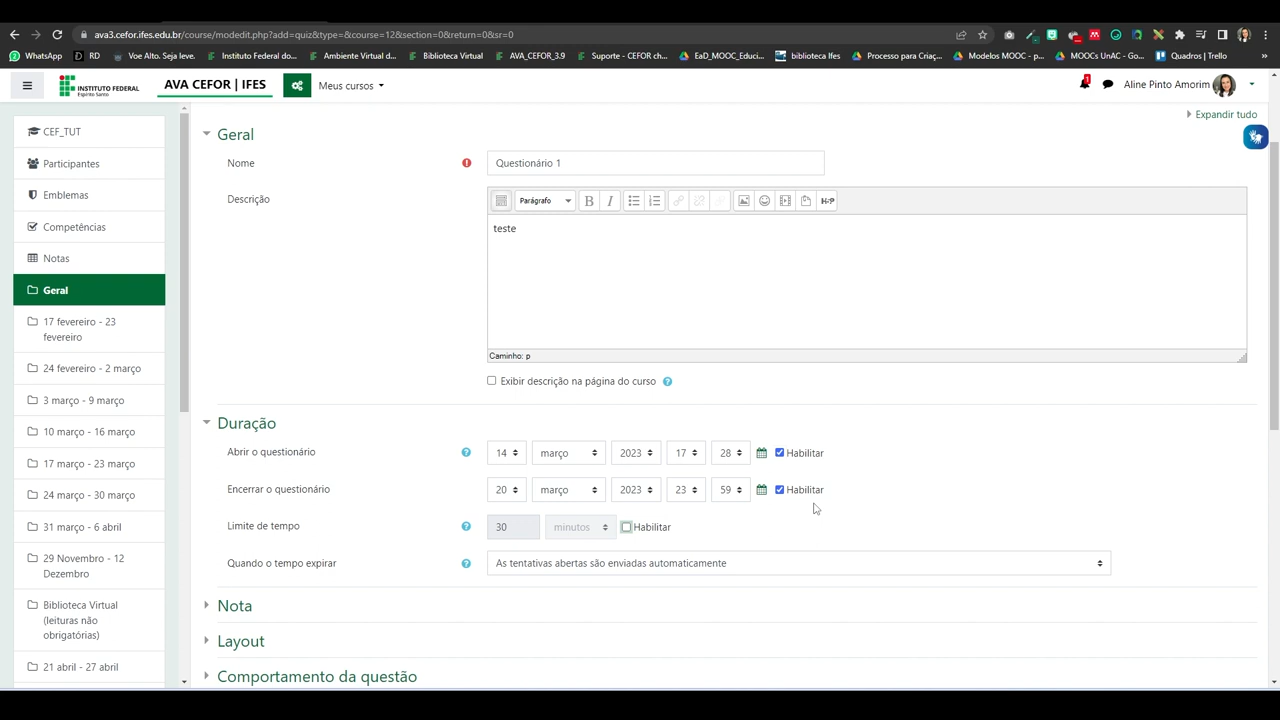 ava3.cefor.ifes.edu.br/course/modedit.php?add=quiz&type=&course=12&section=0&return=0&sr=0
WhatsApp
RD
Voe Alto. Seja leve.
Instituto Federal do...
Ambiente Virtual d...
Biblioteca Virtual
AVA_CEFOR_3.9
Suporte - CEFOR ch...
EaD_MOOC_Educi...
biblioteca Ifes
Processo para Criaç...
Modelos MOOC – of...
MOOCs UnAC - Go...
Quadros | Trello
»
INSTITUTO FEDERAL
Espírito Santo
AVA CEFOR | IFES
Meus cursos
1
Aline Pinto Amorim
CEF_TUT
Participantes
Emblemas
Competências
Notas
Geral
17 fevereiro - 23
fevereiro
24 fevereiro - 2 março
3 março - 9 março
10 março - 16 março
17 março - 23 março
24 março - 30 março
31 março - 6 abril
29 Novembro - 12
Dezembro
Biblioteca Virtual
(leituras não
obrigatórias)
21 abril - 27 abril
Expandir tudo
Geral
Nome
Questionário 1
Descrição
Parágrafo
B I
H-P
teste
Caminho: p
Exibir descrição na página do curso
Duração
Abrir o questionário
14 março 2023 17 28 Habilitar
Encerrar o questionário
20 março 2023 23 59 Habilitar
Limite de tempo
30 minutos Habilitar
Quando o tempo expirar
As tentativas abertas são enviadas automaticamente
Nota
Layout
Comportamento da questão